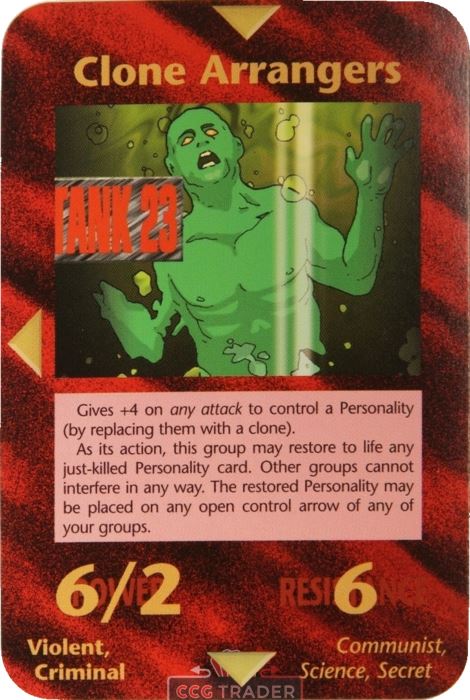 Clone Arrangers
TANK 23
Gives +4 on any attack to control a Personality
(by replacing them with a clone).
As its action, this group may restore to life any
just-killed Personality card. Other groups cannot
interfere in any way. The restored Personality may
be placed on any open control arrow of any of
your groups.
POWER
6/2
RESISTANCE
6
Violent,
Criminal
Communist,
Science, Secret
CCG TRADER